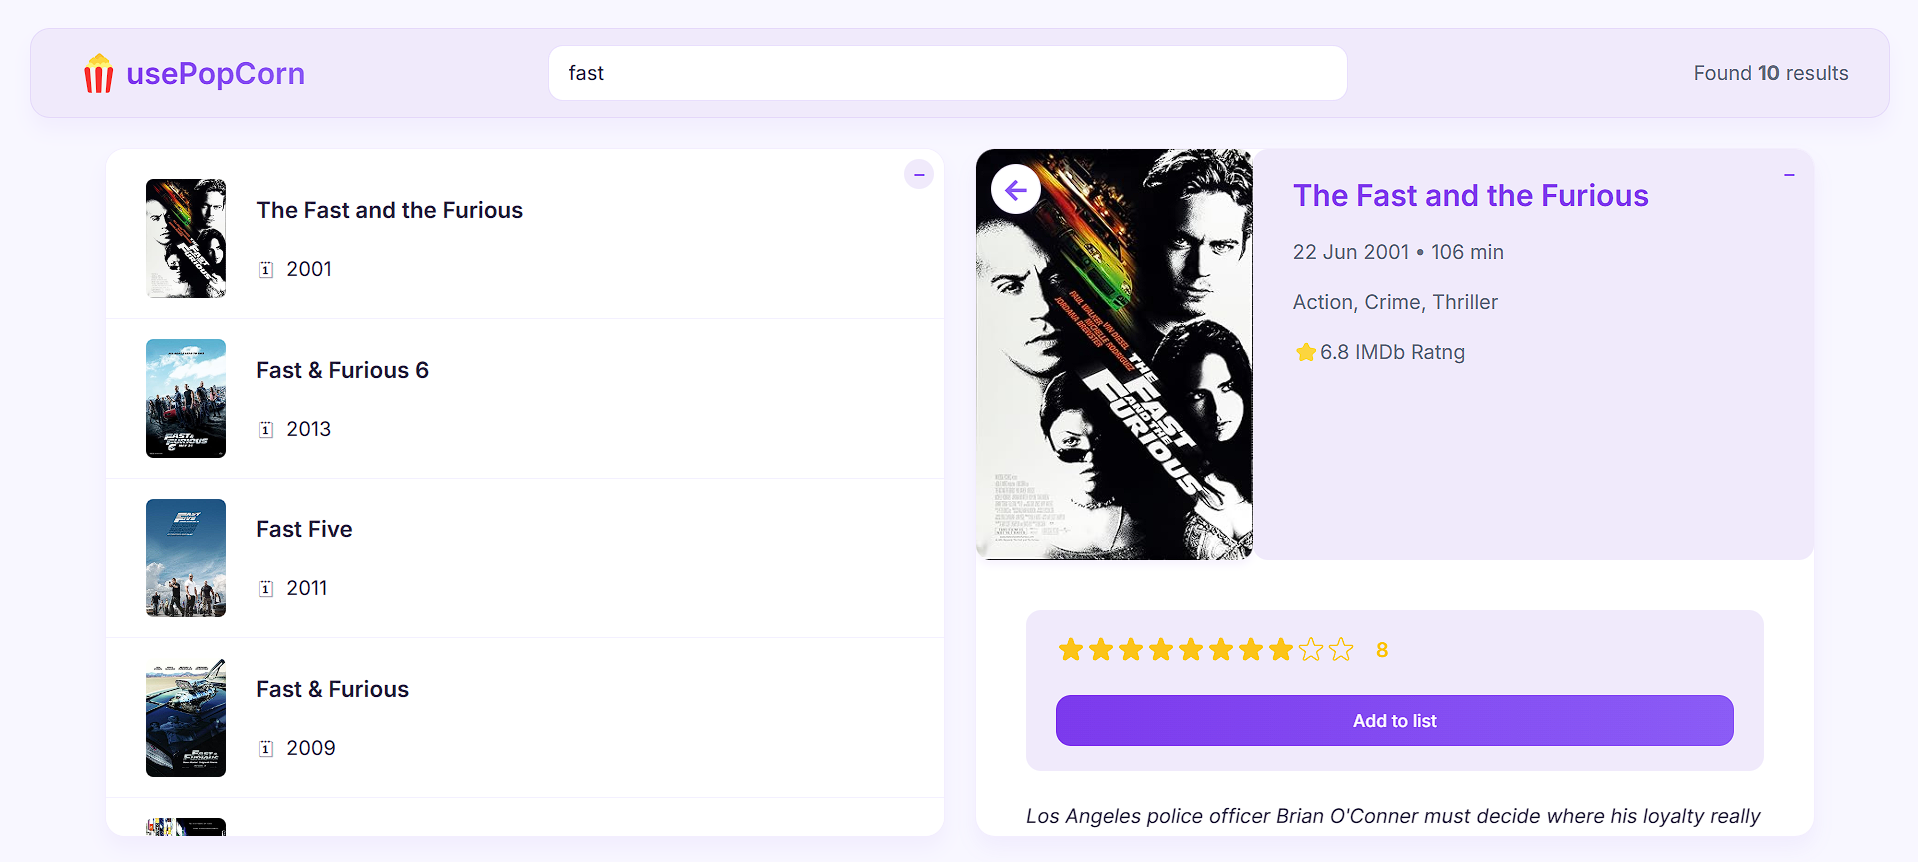 usePopCorn
fast
Found 10 results
The Fast and the Furious
2001
Fast & Furious 6
2013
Fast Five
2011
Fast & Furious
2009
The Fast and the Furious
22 Jun 2001 • 106 min
Action, Crime, Thriller
6.8 IMDb Ratng
PAUL WALKER VIN DIESEL
MICHELLE RODRIGUEZ
JORDANA BREWSTER
THE
FAST
AND THE
FURIOUS
8
Add to list
Los Angeles police officer Brian O'Conner must decide where his loyalty really